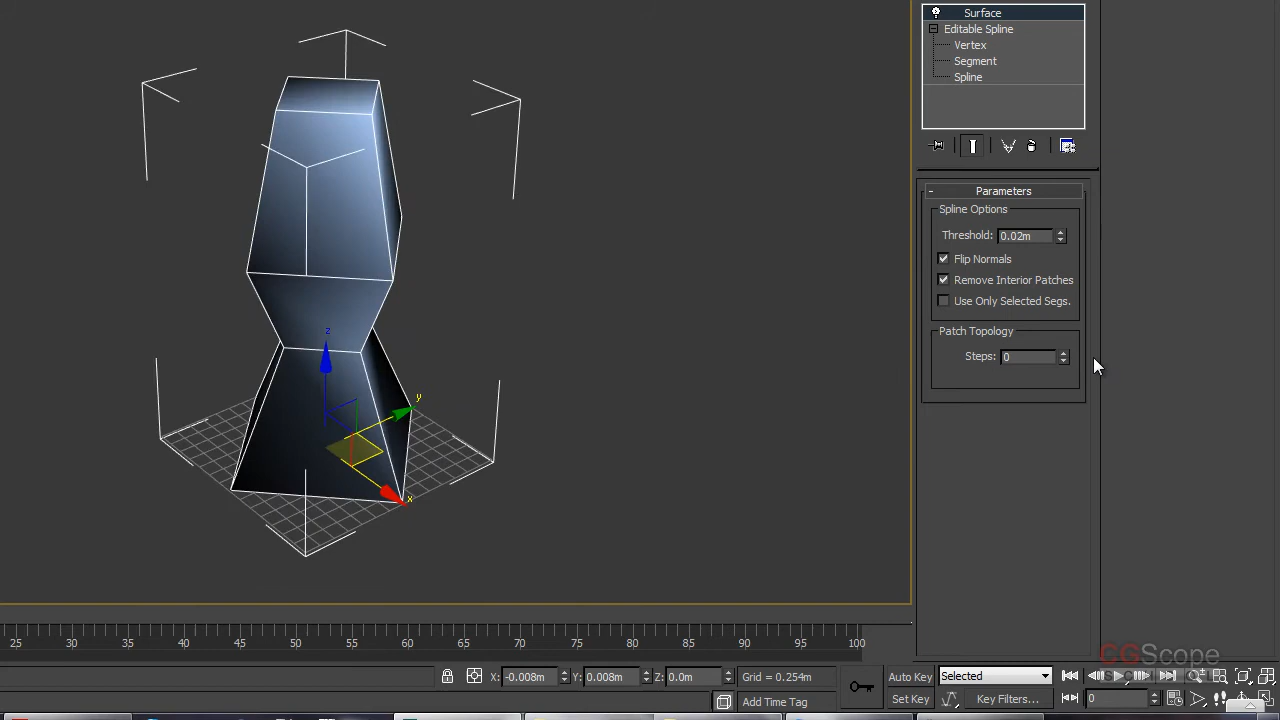 Surface
Editable Spline
Vertex
Segment
Spline
- Parameters
Spline Options
Threshold: 0.02m
Flip Normals
Remove Interior Patches
Use Only Selected Segs.
Patch Topology
Steps: 0
z
y
x
25 30 35 40 45 50 55 60 65 70 75 80 85 90 95 100
CGScope
X: -0.008m Y: 0.008m Z: 0.0m Grid = 0.254m Auto Key Selected
Add Time Tag Set Key Key Filters... 0